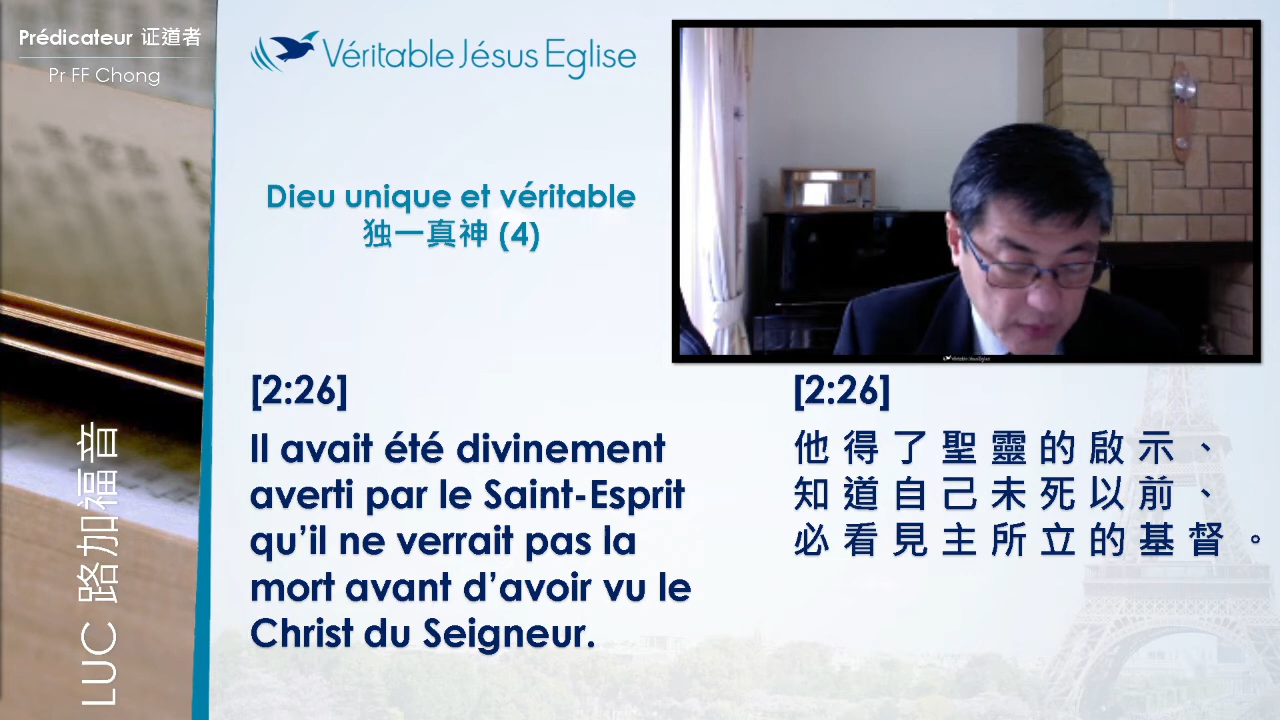 Prédicateur 证道者
Pr FF Chong
Véritable Jésus Eglise
Dieu unique et véritable
独一真神 (4)
[2:26]
Il avait été divinement
averti par le Saint-Esprit
qu’il ne verrait pas la
mort avant d’avoir vu le
Christ du Seigneur.
[2:26]
他得了聖靈的啟示、
知道自己未死以前、
必看見主所立的基督。
LUC 路加福音